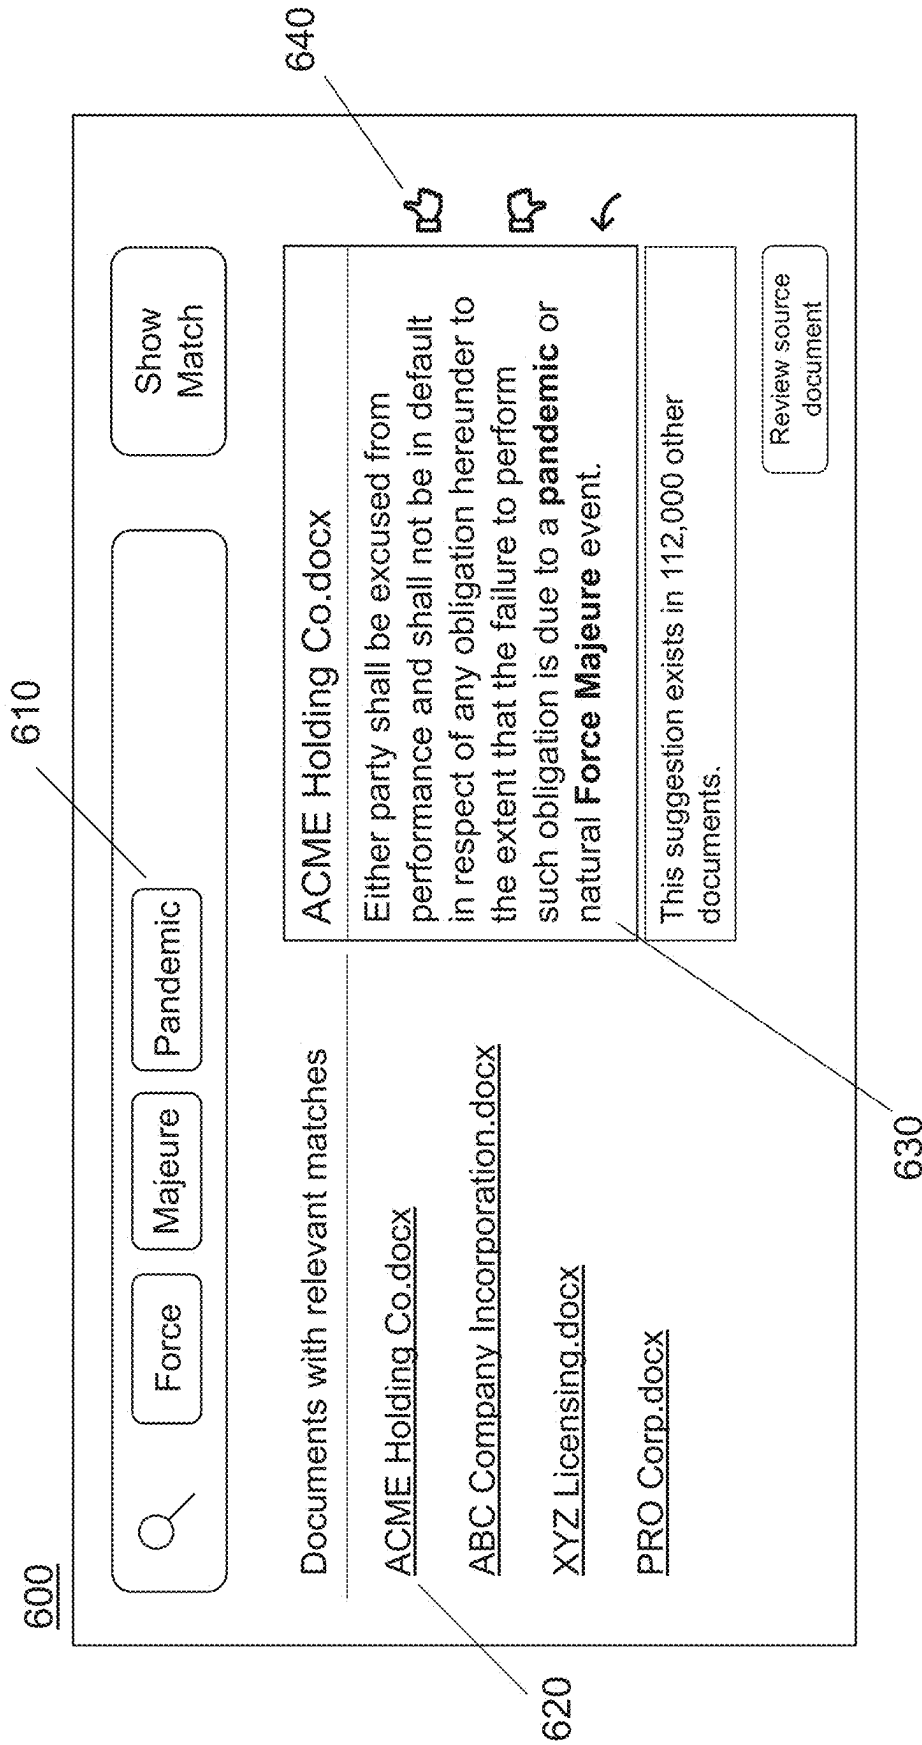 600
610
Force Majeure Pandemic
Show
Match
640
Documents with relevant matches
ACME Holding Co.docx
ABC Company Incorporation.docx
XYZ Licensing.docx
PRO Corp.docx
620
ACME Holding Co.docx
Either party shall be excused from
performance and shall not be in default
in respect of any obligation hereunder to
the extent that the failure to perform
such obligation is due to a pandemic or
natural Force Majeure event.
This suggestion exists in 112,000 other
documents.
Review source
document
630